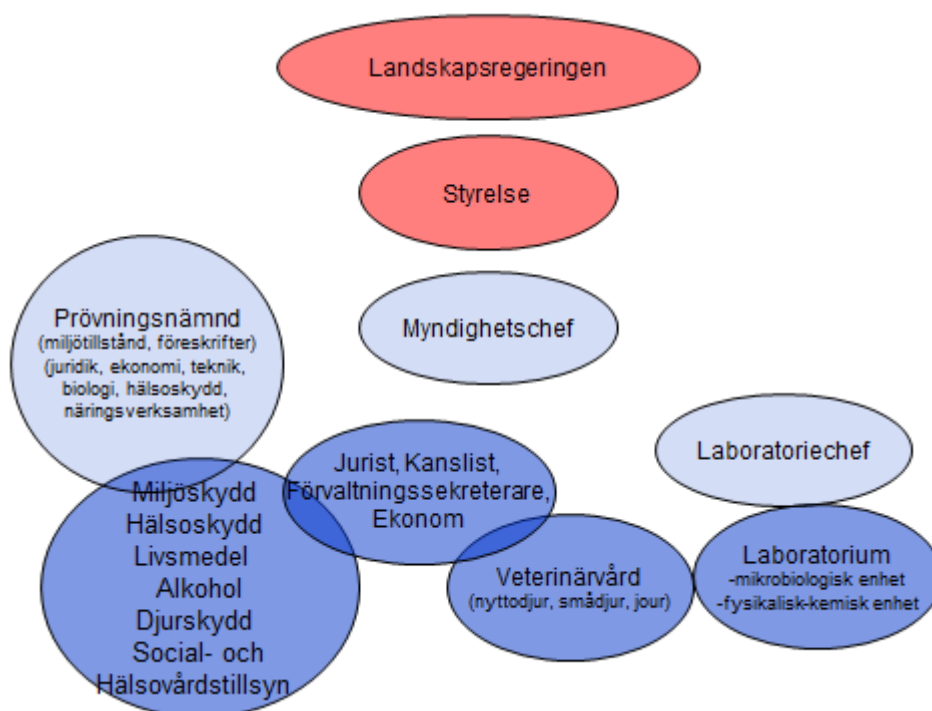 Landskapsregeringen
Styrelse
Prövningsnämnd
(miljötillstånd, föreskrifter)
(juridik, ekonomi, teknik,
biologi, hälsoskydd,
näringsverksamhet)
Myndighetschef
Jurist, Kanslist,
Förvaltningssekreterare,
Ekonom
Laboratoriechef
Miljöskydd
Hälsoskydd
Livsmedel
Alkohol
Djurskydd
Social- och
Hälsovårdstillsyn
Veterinärvård
(nyttodjur, smådjur, jour)
Laboratorium
-mikrobiologisk enhet
-fysikalisk-kemisk enhet